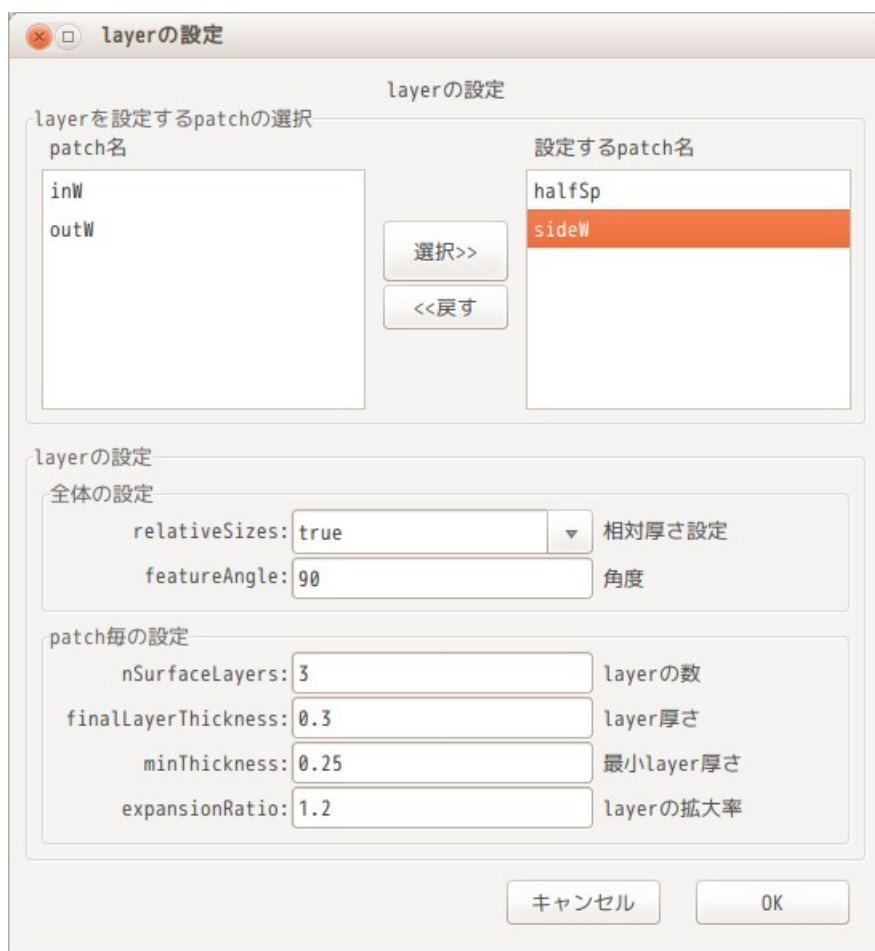 layerの設定
layerの設定
layerを設定するpatchの選択
patch名
設定するpatch名
inW
outW
選択>>
<<戻す
halfSp
sideW
layerの設定
全体の設定
relativeSizes: true 相対厚さ設定
featureAngle: 90 角度
patch毎の設定
nSurfaceLayers: 3 layerの数
finalLayerThickness: 0.3 layer厚さ
minThickness: 0.25 最小layer厚さ
expansionRatio: 1.2 layerの拡大率
キャンセル OK